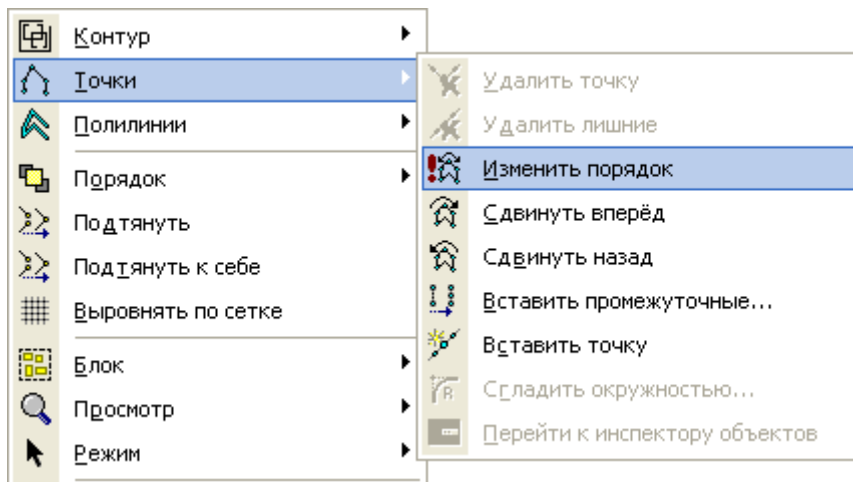 Контур
Точки
Полилинии
Порядок
Подтянуть
Подтянуть к себе
Выровнять по сетке
Блок
Просмотр
Режим
Удалить точку
Удалить лишние
Изменить порядок
Сдвинуть вперёд
Сдвинуть назад
Вставить промежуточные...
Вставить точку
Сгладить окружностью...
Перейти к инспектору объектов